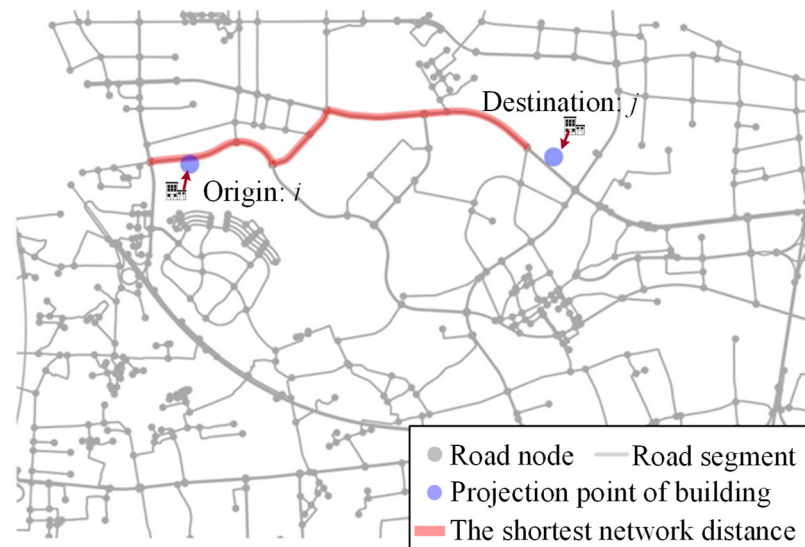 Destination: j
Origin: i
Road node
Road segment
Projection point of building
The shortest network distance